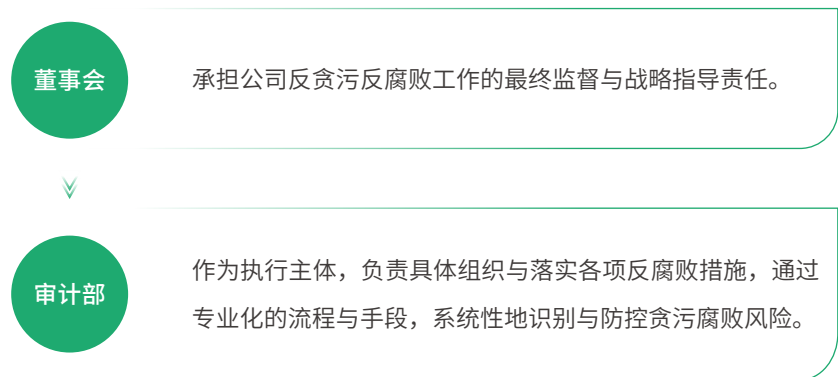 董事会
承担公司反贪污反腐败工作的最终监督与战略指导责任。
审计部
作为执行主体，负责具体组织与落实各项反腐败措施，通过
专业化的流程与手段，系统性地识别与防控贪污腐败风险。